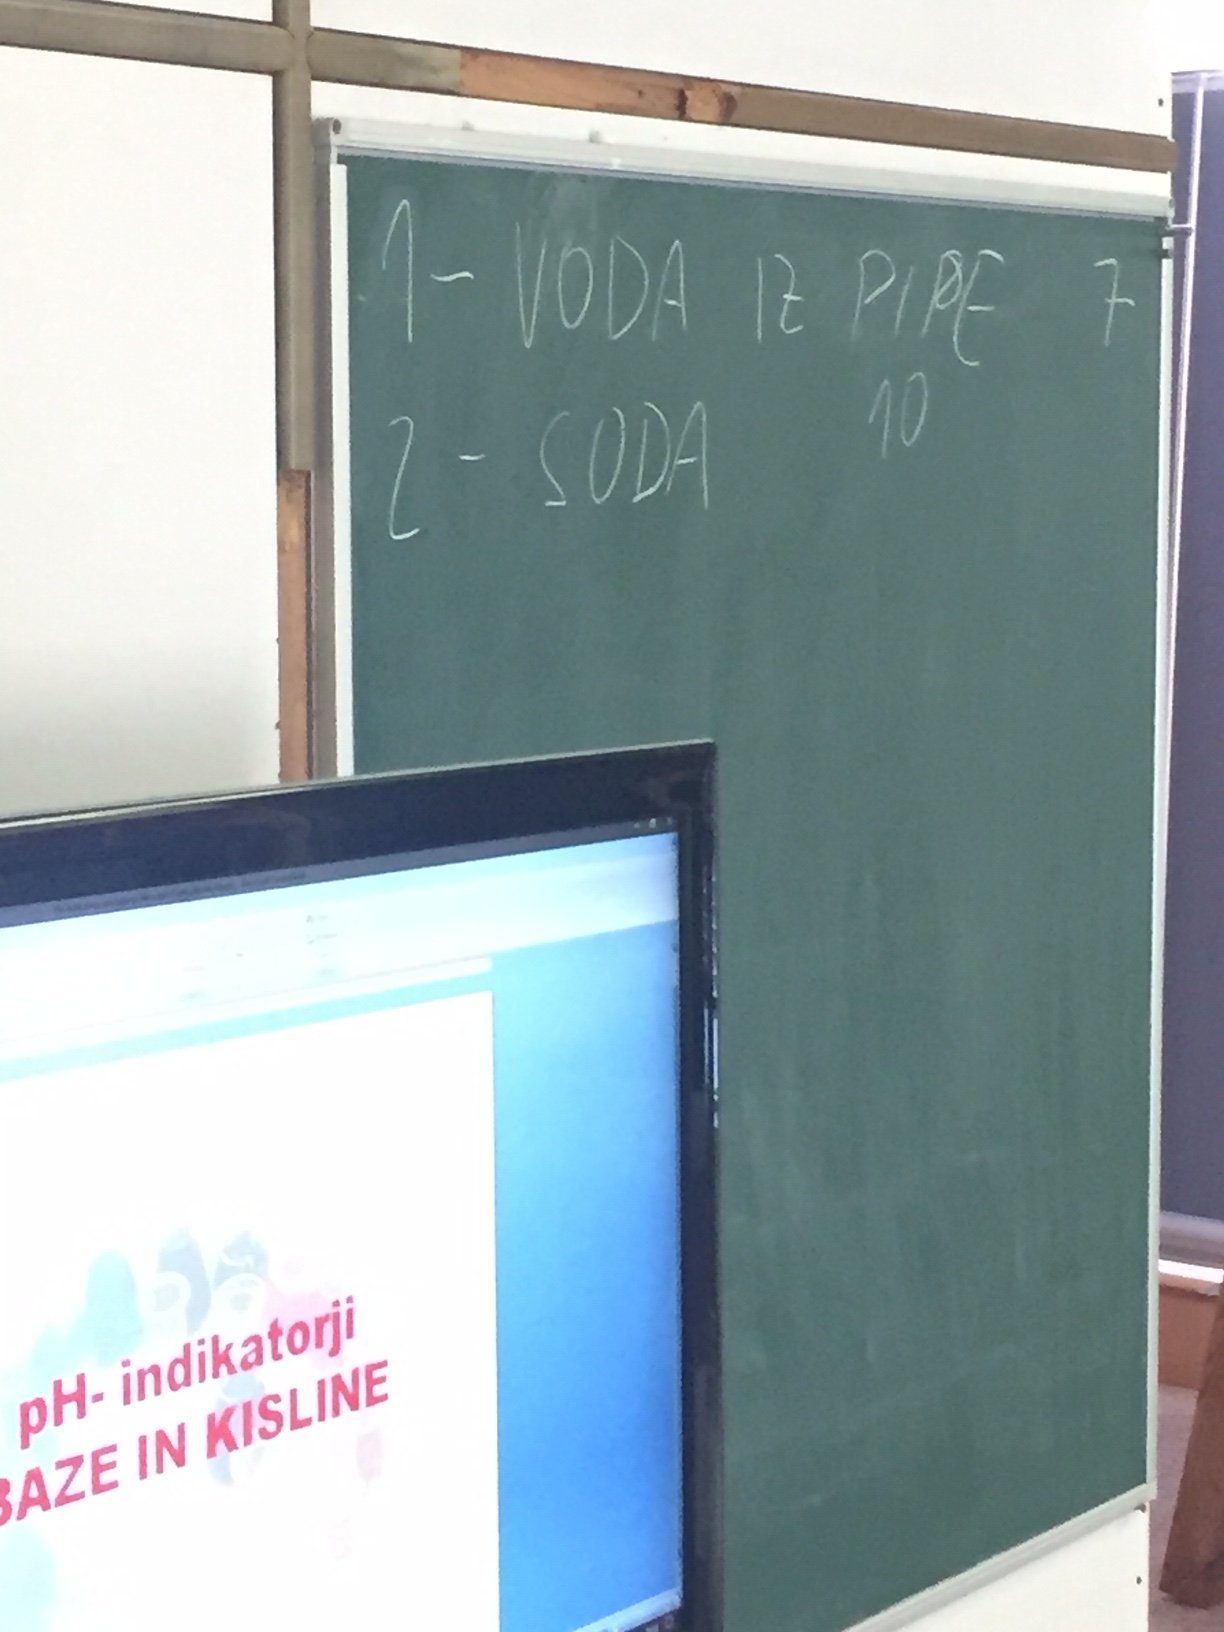 1- VODA IZ PIPE 7
2 - SODA 10
pH- indikatorji
BAZE IN KISLINE